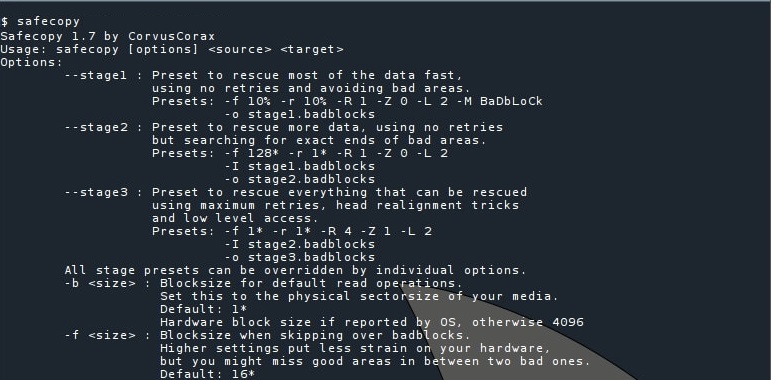 $ safecopy
Safecopy 1.7 by CorvusCorax
Usage: safecopy [options] <source> <target>
Options:
--stage1 : Preset to rescue most of the data fast,
using no retries and avoiding bad areas.
Presets: -f 10% -r 10% -R 1 -Z 0 -L 2 -M BaDbLoCk
-o stage1.badblocks
--stage2 : Preset to rescue more data, using no retries
but searching for exact ends of bad areas.
Presets: -f 128* -r 1* -R 1 -Z 0 -L 2
-I stage1.badblocks
-o stage2.badblocks
--stage3 : Preset to rescue everything that can be rescued
using maximum retries, head realignment tricks
and low level access.
Presets: -f 1* -r 1* -R 4 -Z 1 -L 2
-I stage2.badblocks
-o stage3.badblocks
All stage presets can be overridden by individual options.
-b <size> : Blocksize for default read operations.
Set this to the physical sectorsize of your media.
Default: 1*
Hardware block size if reported by OS, otherwise 4096
-f <size> : Blocksize when skipping over badblocks.
Higher settings put less strain on your hardware,
but you might miss good areas in between two bad ones.
Default: 16*